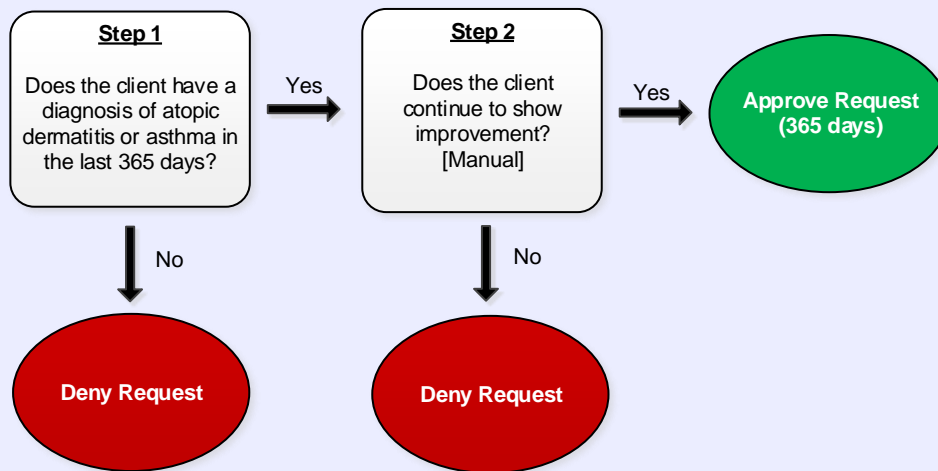 Step 1
Does the client have a
diagnosis of atopic
dermatitis or asthma in
the last 365 days?
Yes
Step 2
Does the client
continue to show
improvement?
[Manual]
Yes
Approve Request
(365 days)
No
No
Deny Request
Deny Request